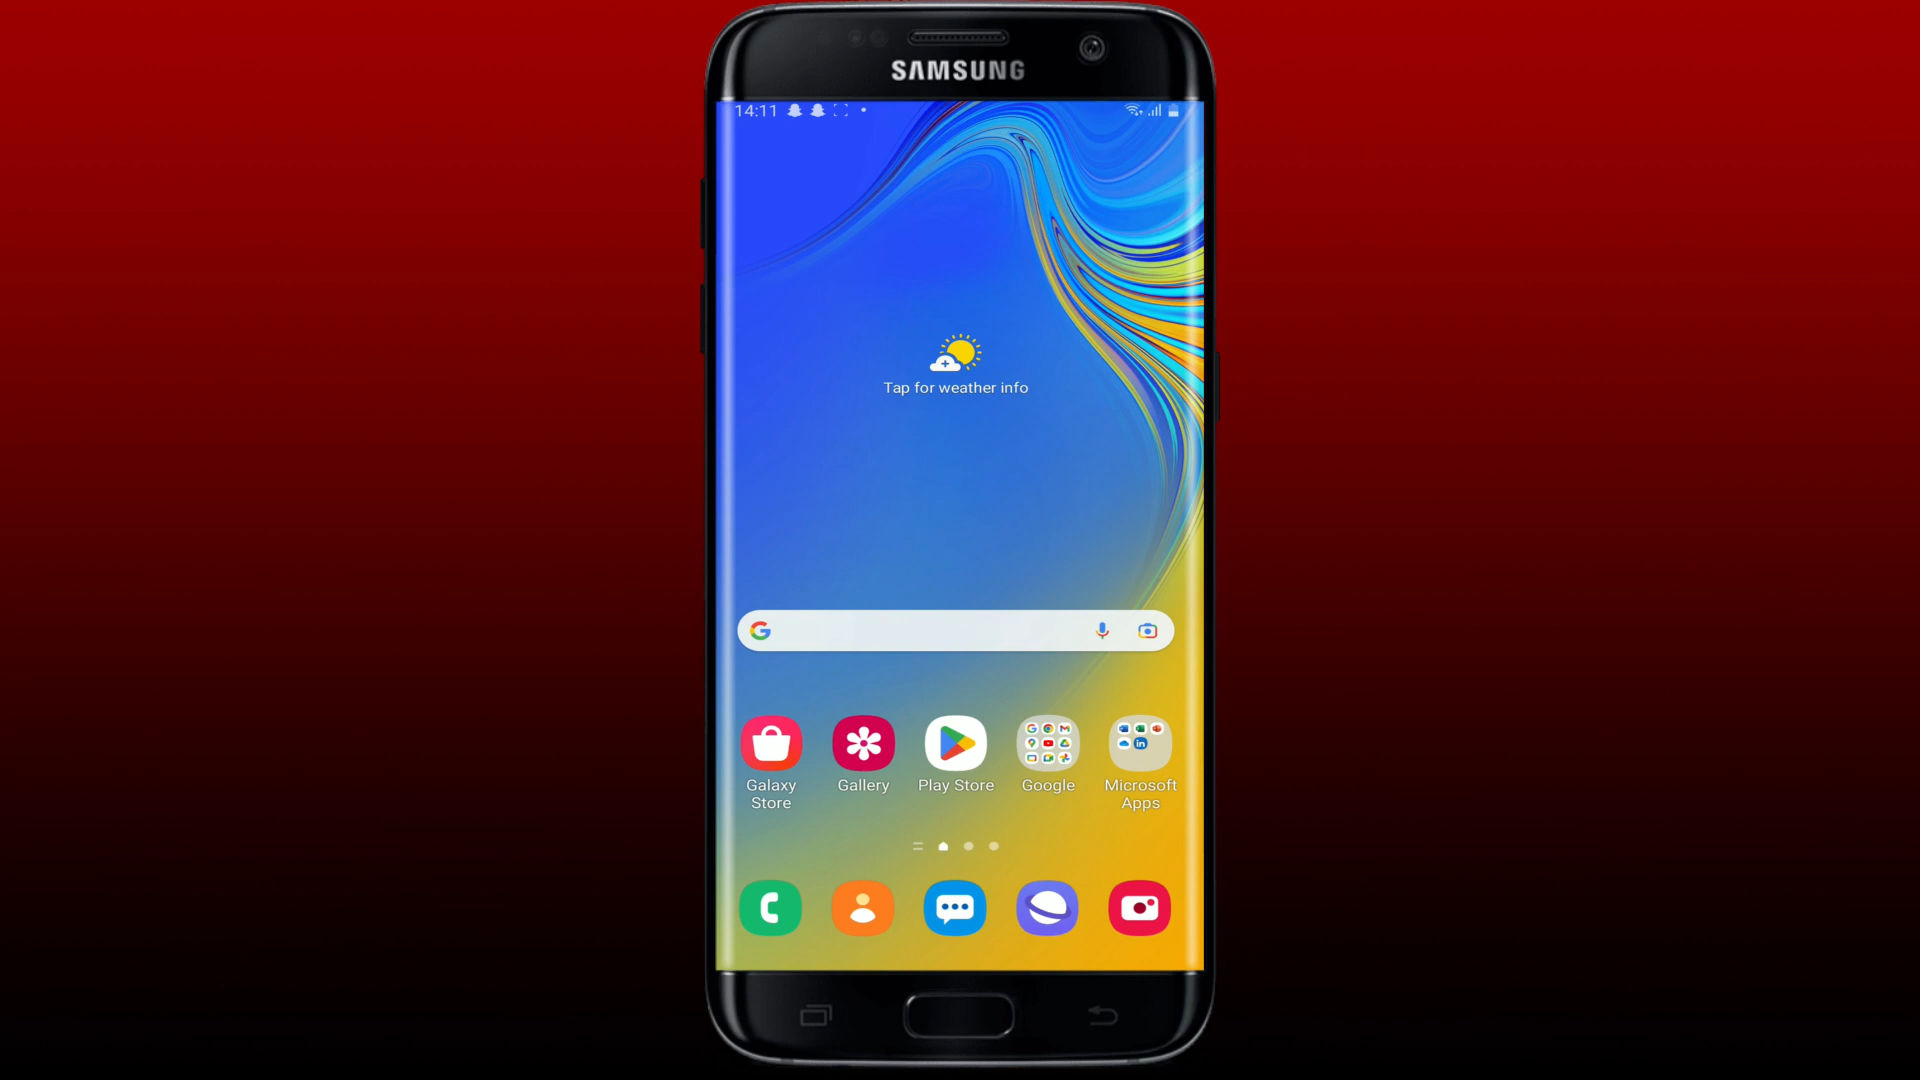 SAMSUNG
14:11
Tap for weather info
Galaxy
Store
Gallery
Play Store
Google
Microsoft
Apps